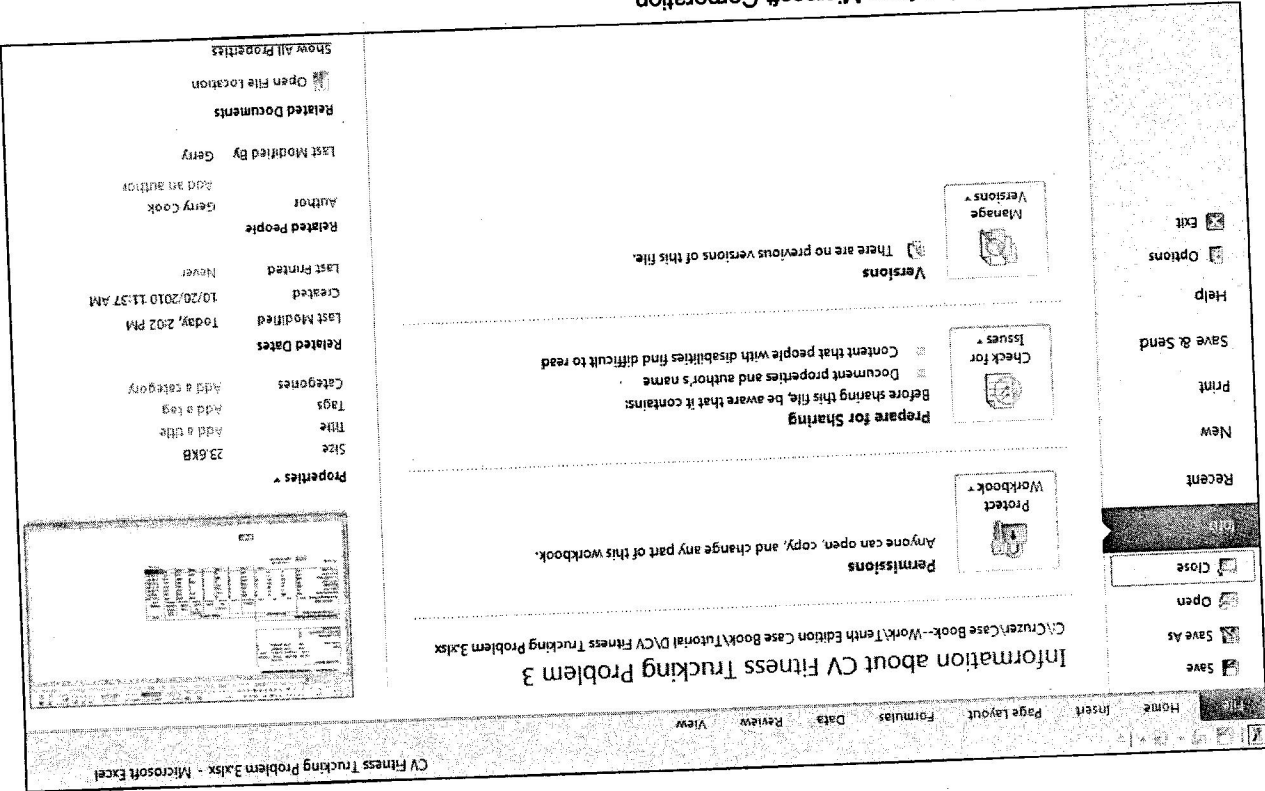 CV Fitness Trucking Problem 3.xlsx - Microsoft Excel
File Home Insert Page Layout Formulas Data Review View
Save
Save As
Open
Close
Info
Recent
New
Print
Save & Send
Help
Options
Exit
Information about CV Fitness Trucking Problem 3
C:\Cruzer\Case Book--Work\Tenth Edition Case Book\Tutorial D\CV Fitness Trucking Problem 3.xlsx
Protect
Workbook
Permissions
Anyone can open, copy, and change any part of this workbook.
Check for
Issues
Prepare for Sharing
Before sharing this file, be aware that it contains:
Document properties and author's name
Content that people with disabilities find difficult to read
Manage
Versions
Versions
There are no previous versions of this file.
Properties
Size 23.6KB
Title Add a title
Tags Add a tag
Categories Add a category
Related Dates
Last Modified Today, 2:02 PM
Created 10/20/2010 11:37 AM
Last Printed Never
Related People
Author Gerry Cook
Add an author
Last Modified By Gerry
Related Documents
Open File Location
Show All Properties
Microsoft Corporation